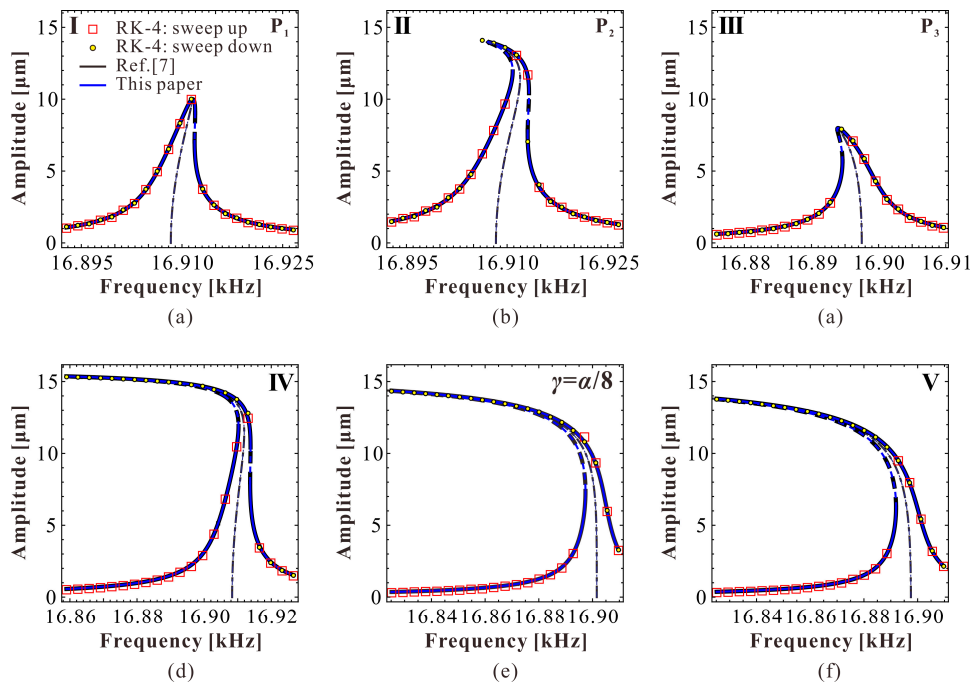 I P1
RK-4: sweep up
RK-4: sweep down
Ref.[7]
This paper
Amplitude [μm]
15
10
5
0
16.895 16.910 16.925
Frequency [kHz]
(a)
II P2
Amplitude [μm]
15
10
5
0
16.895 16.910 16.925
Frequency [kHz]
(b)
III P3
Amplitude [μm]
15
10
5
0
16.88 16.89 16.90 16.91
Frequency [kHz]
(a)
IV
Amplitude [μm]
15
10
5
0
16.86 16.88 16.90 16.92
Frequency [kHz]
(d)
γ=α/8
Amplitude [μm]
15
10
5
0
16.84 16.86 16.88 16.90
Frequency [kHz]
(e)
V
Amplitude [μm]
15
10
5
0
16.84 16.86 16.88 16.90
Frequency [kHz]
(f)